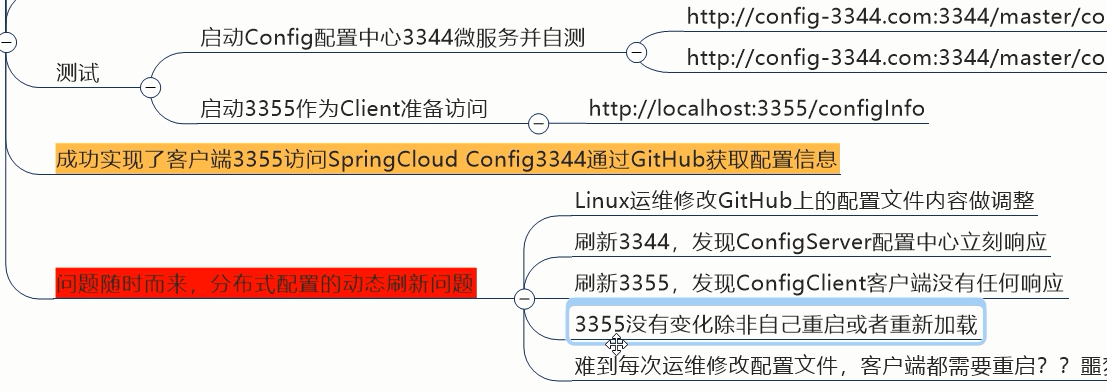 http://config-3344.com:3344/master/co
启动Config配置中心3344微服务并自测
http://config-3344.com:3344/master/co
测试
启动3355作为Client准备访问
http://localhost:3355/configInfo
成功实现了客户端3355访问SpringCloud Config3344通过GitHub获取配置信息
Linux运维修改GitHub上的配置文件内容做调整
刷新3344，发现ConfigServer配置中心立刻响应
问题随时而来，分布式配置的动态刷新问题
刷新3355，发现ConfigClient客户端没有任何响应
3355没有变化除非自己重启或者重新加载
难到每次运维修改配置文件，客户端都需要重启？？噩